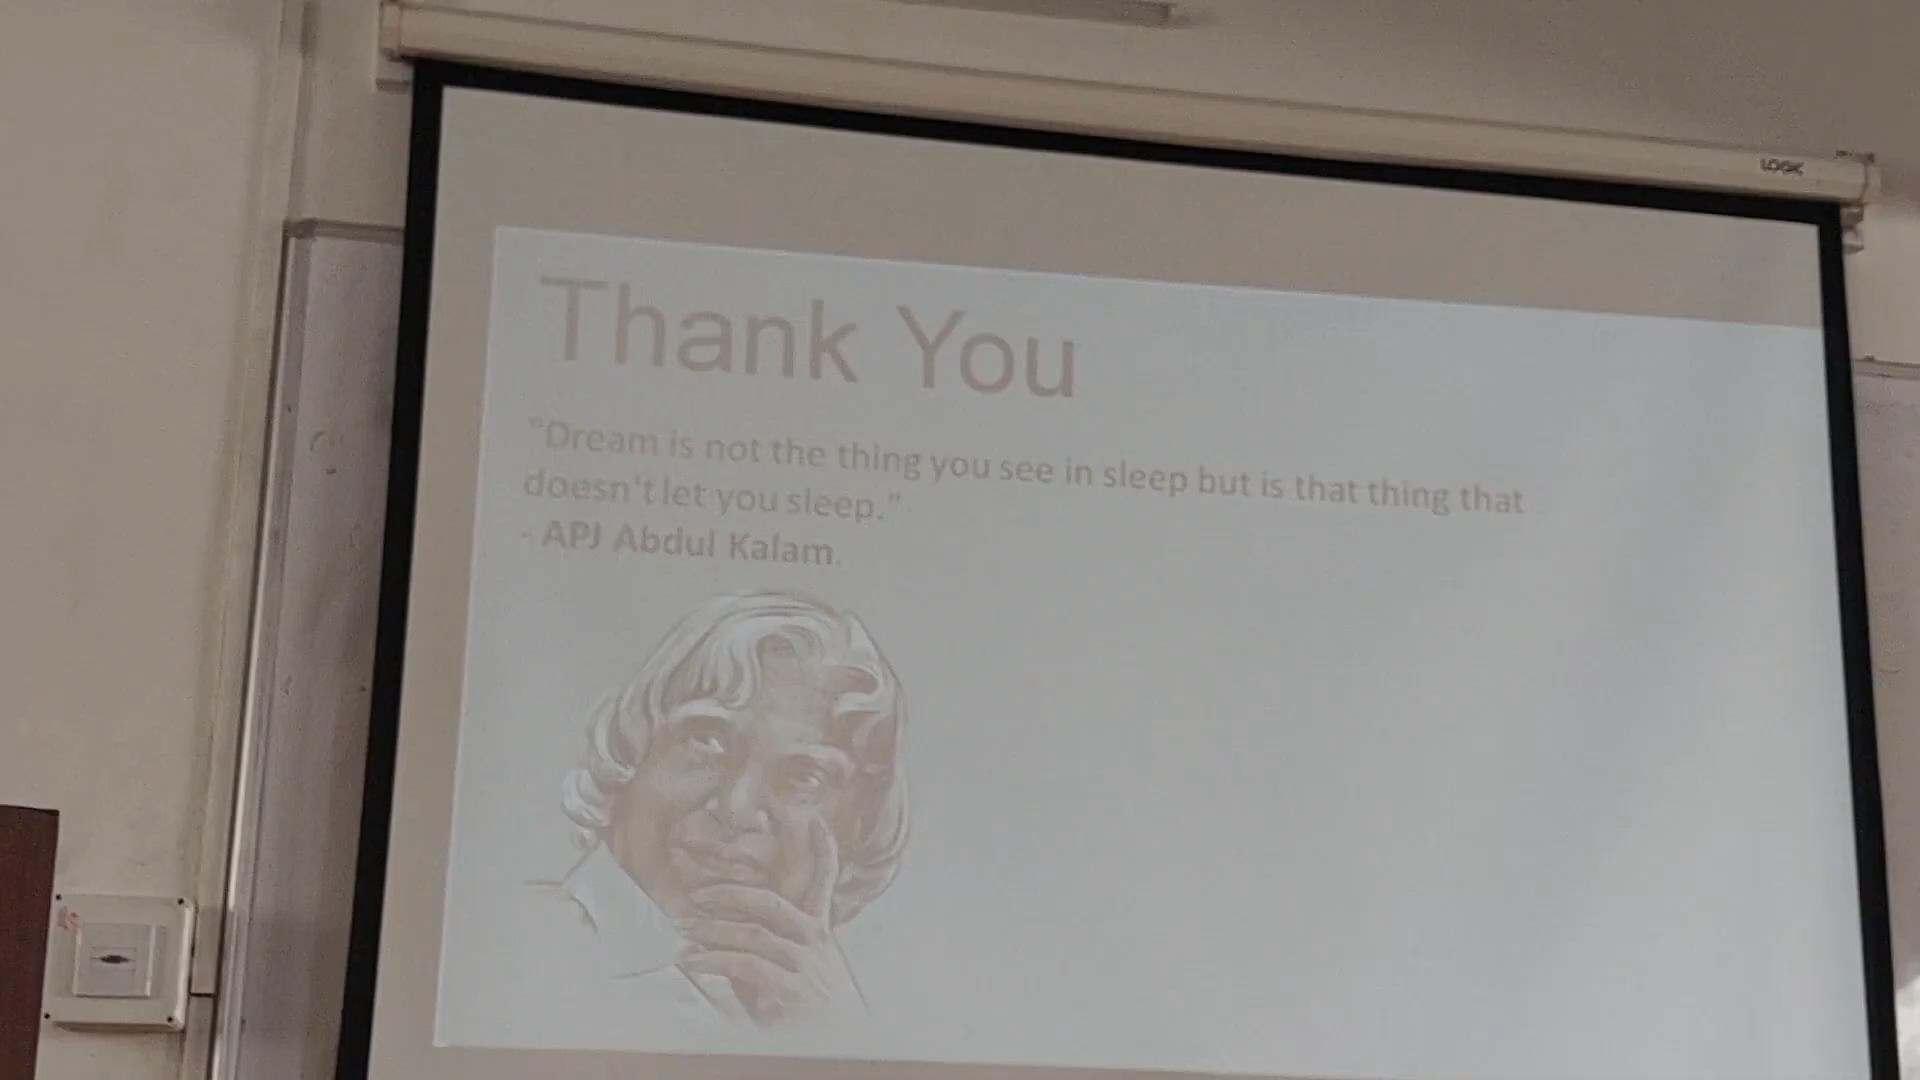 LOGIC
Thank You
"Dream is not the thing you see in sleep but is that thing that
doesn't let you sleep."
- APJ Abdul Kalam.